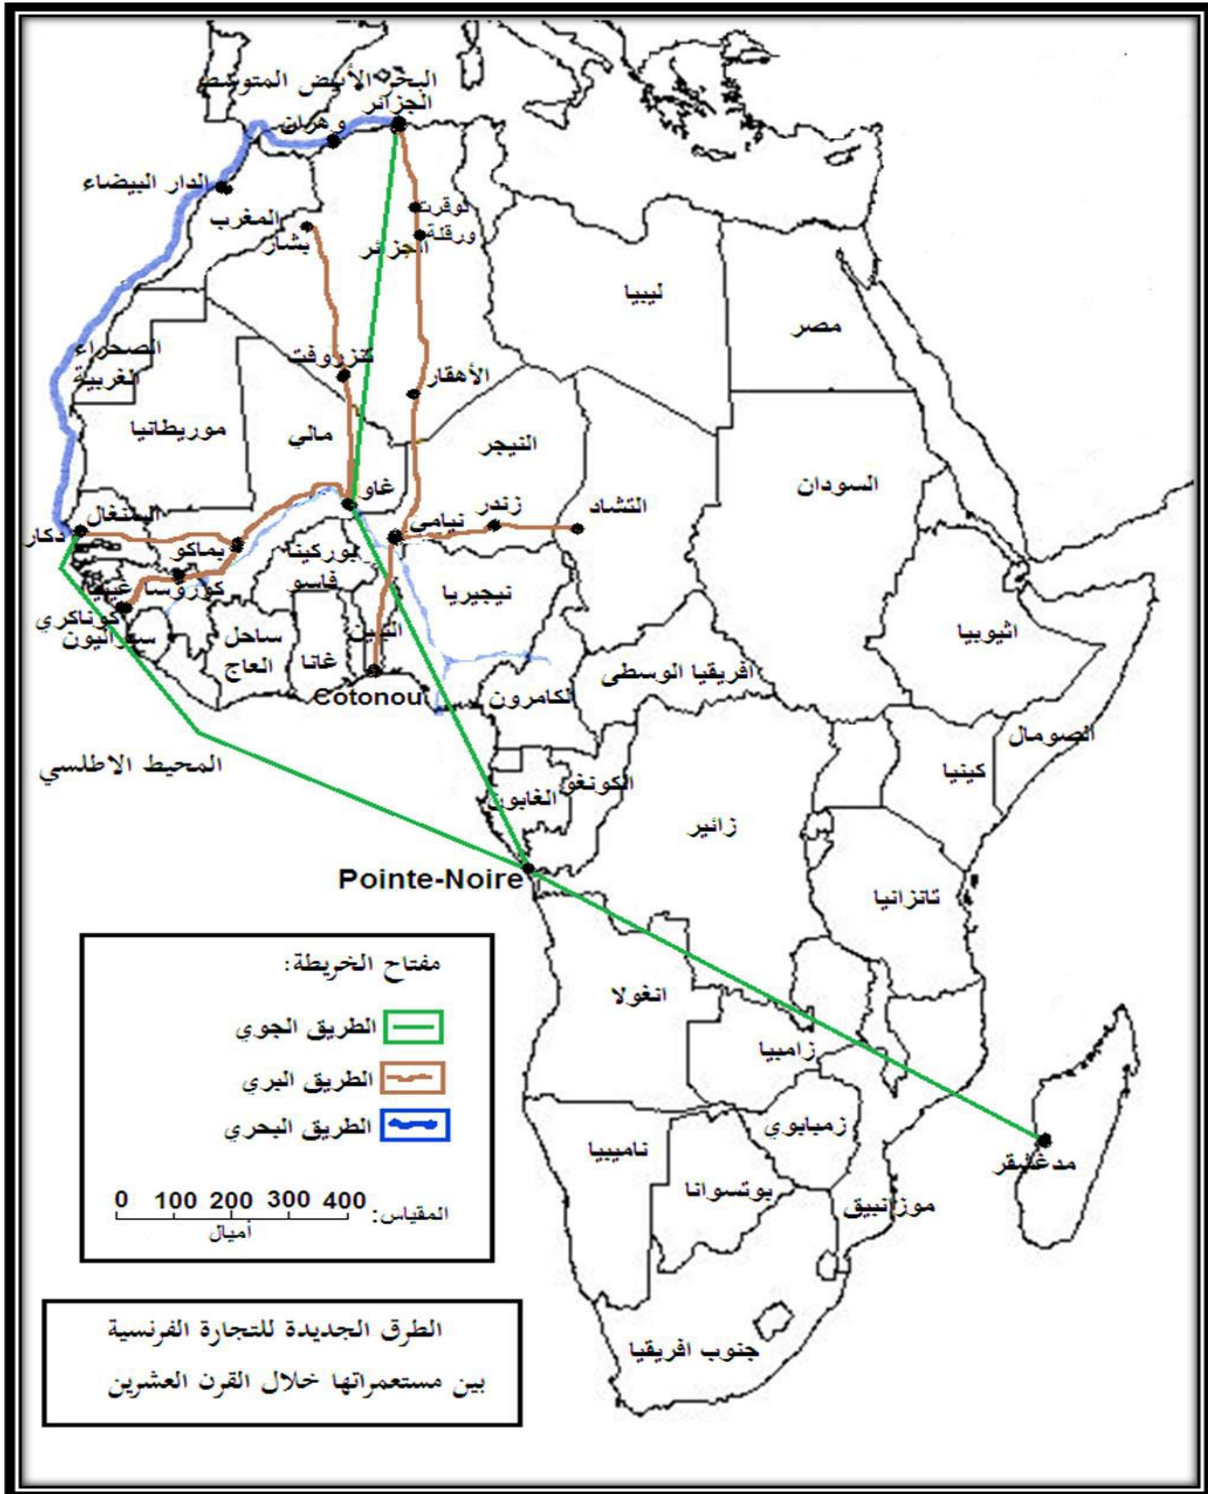 البحر الأبيض المتوسط
الجزائر
وهران
الدار البيضاء
المغرب
بشار
توقرت
ورقلة
الجزائر
ليبيا
مصر
الصحراء
الغربية
تنزروفت
الأهقار
موريطانيا
مالي
النيجر
السودان
غاو
التشاد
زندر
نيامي
السنغال
دكار
بماكو
بوركينا
فاسو
كوروسا
غينيا
كوناكري
سيراليون
نيجيريا
اثيوبيا
ساحل
العاج
غانا
البنين
Cotonou
افريقيا الوسطى
الكامرون
الصومال
المحيط الاطلسي
كينيا
الكونغو
الغابون
زائير
Pointe-Noire
تانزانيا
انغولا
زامبيا
زمبابوي
ناميبيا
مدغشقر
بوتسوانا
موزانبيق
جنوب افريقيا
مفتاح الخريطة:
الطريق الجوي
الطريق البري
الطريق البحري
المقياس: 0 100 200 300 400
أميال
الطرق الجديدة للتجارة الفرنسية
بين مستعمراتها خلال القرن العشرين